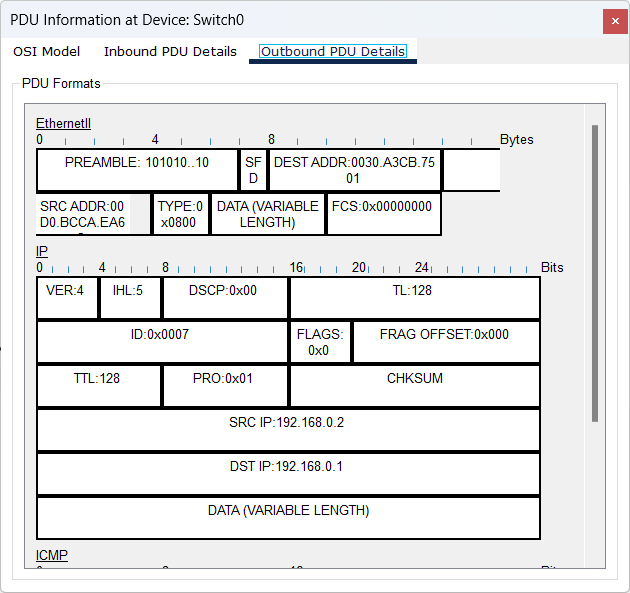 PDU Information at Device: Switch0
OSI Model Inbound PDU Details Outbound PDU Details
PDU Formats
EthernetII
0 4 8 Bytes
PREAMBLE: 101010..10 SF DEST ADDR:0030.A3CB.75
D 01
SRC ADDR:00 TYPE:0 DATA (VARIABLE FCS:0x00000000
D0.BCCA.EA6 x0800 LENGTH)
IP
0 4 8 16 20 24 Bits
VER:4 IHL:5 DSCP:0x00 TL:128
ID:0x0007 FLAGS: FRAG OFFSET:0x000
0x0
TTL:128 PRO:0x01 CHKSUM
SRC IP:192.168.0.2
DST IP:192.168.0.1
DATA (VARIABLE LENGTH)
ICMP